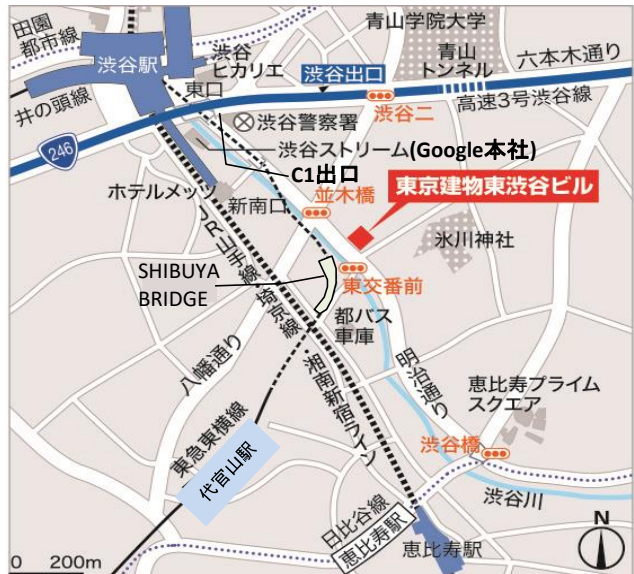 田園
都市線
渋谷駅
井の頭線
渋谷
ヒカリエ
東口
渋谷出口
青山学院大学
青山
トンネル
六本木通り
高速3号渋谷線
渋谷二
246
渋谷警察署
渋谷ストリーム(Google本社)
C1出口
ホテルメッツ
新南口
並木橋
東京建物東渋谷ビル
氷川神社
SHIBUYA
BRIDGE
東交番前
都バス
車庫
JR山手線・埼京線・湘南新宿ライン
八幡通り
明治通り
恵比寿プライム
スクエア
東急東横線
代官山駅
渋谷橋
渋谷川
日比谷線
恵比寿駅
恵比寿駅
N
0 200m